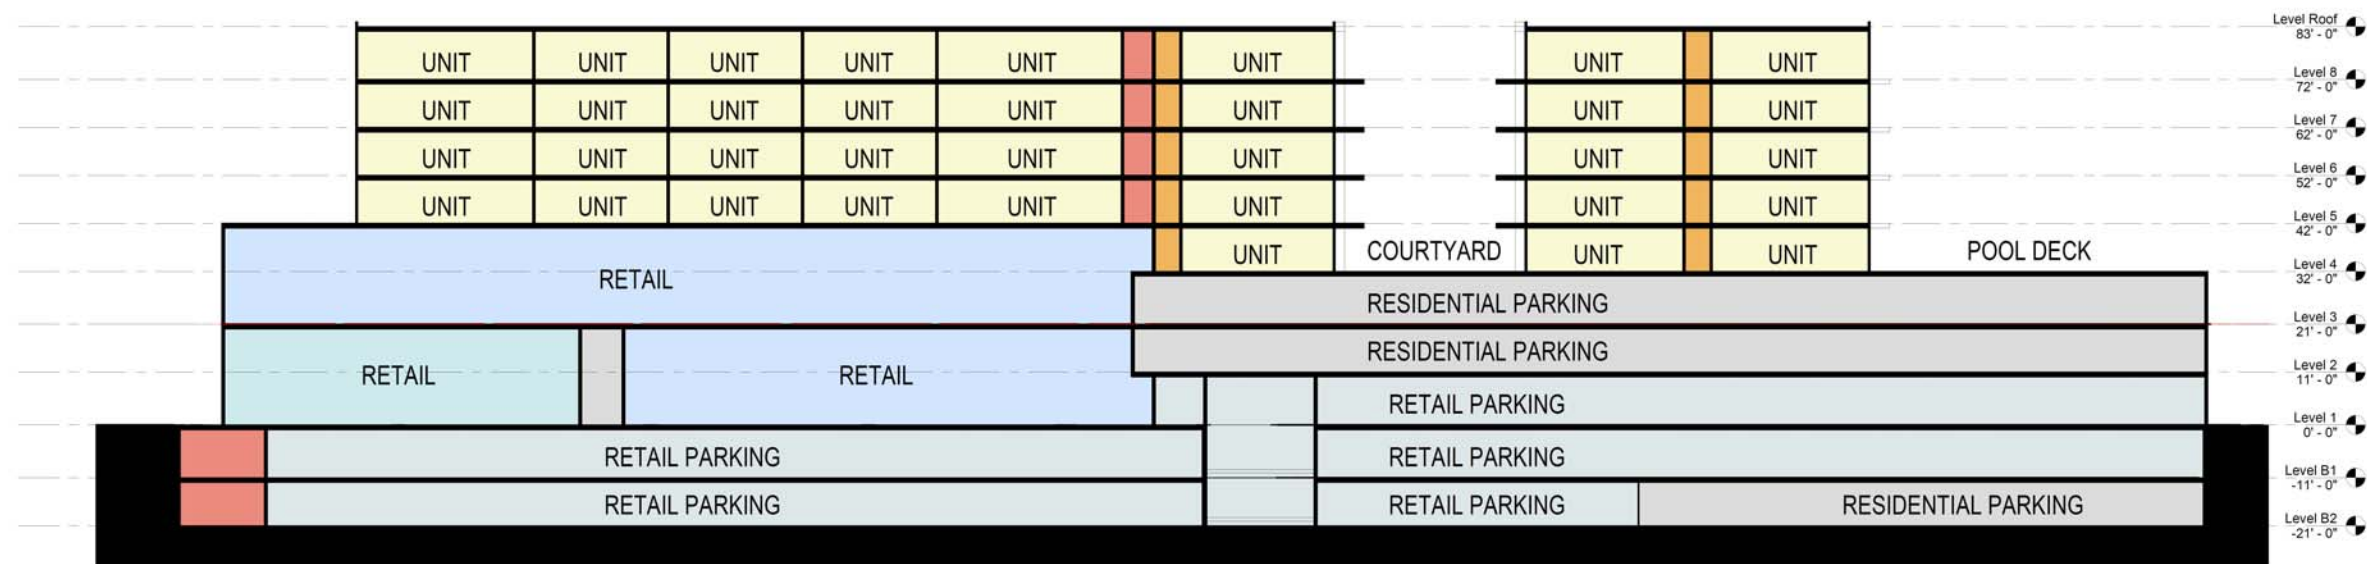 Level Roof
83' - 0"
UNIT UNIT UNIT UNIT UNIT UNIT UNIT UNIT
Level 8
72' - 0"
UNIT UNIT UNIT UNIT UNIT UNIT UNIT UNIT
Level 7
62' - 0"
UNIT UNIT UNIT UNIT UNIT UNIT UNIT UNIT
Level 6
52' - 0"
UNIT UNIT UNIT UNIT UNIT UNIT UNIT UNIT
Level 5
42' - 0"
UNIT COURTYARD UNIT UNIT POOL DECK
Level 4
32' - 0"
RETAIL
RESIDENTIAL PARKING
Level 3
21' - 0"
RESIDENTIAL PARKING
Level 2
11' - 0"
RETAIL RETAIL
RETAIL PARKING
Level 1
0' - 0"
RETAIL PARKING RETAIL PARKING
Level B1
-11' - 0"
RETAIL PARKING RETAIL PARKING RESIDENTIAL PARKING
Level B2
-21' - 0"